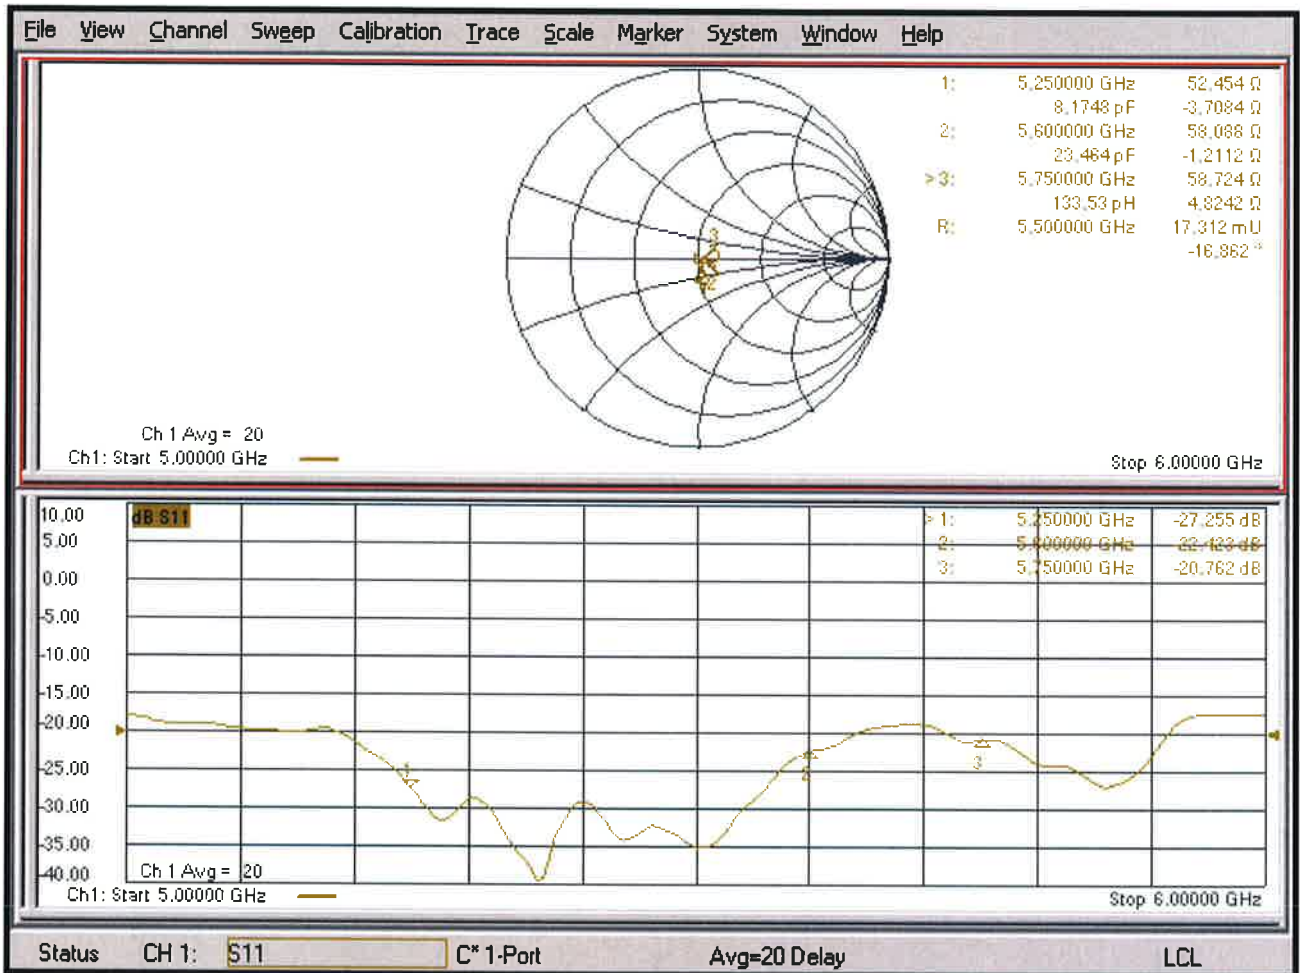 File View Channel Sweep Calibration Trace Scale Marker System Window Help
1: 5,250000 GHz 52,454 Ω
8,1748 pF -3,7084 Ω
2: 5,600000 GHz 58,088 Ω
23,464 pF -1,2112 Ω
> 3: 5,750000 GHz 58,724 Ω
133,53 pH 4,8242 Ω
R: 5,500000 GHz 17,312 mU
-16,862 °
3
2
Ch 1 Avg = 20
Ch1: Start 5.00000 GHz
Stop 6.00000 GHz
10.00
dB S11
> 1: 5,250000 GHz -27,255 dB
5.00
2: 5,600000 GHz -22,423 dB
3: 5,750000 GHz -20,762 dB
0.00
-5.00
-10.00
-15.00
-20.00
-25.00
1
2
3
-30.00
-35.00
-40.00
Ch 1 Avg = 20
Ch1: Start 5.00000 GHz
Stop 6.00000 GHz
Status CH 1: S11 C* 1-Port Avg=20 Delay LCL